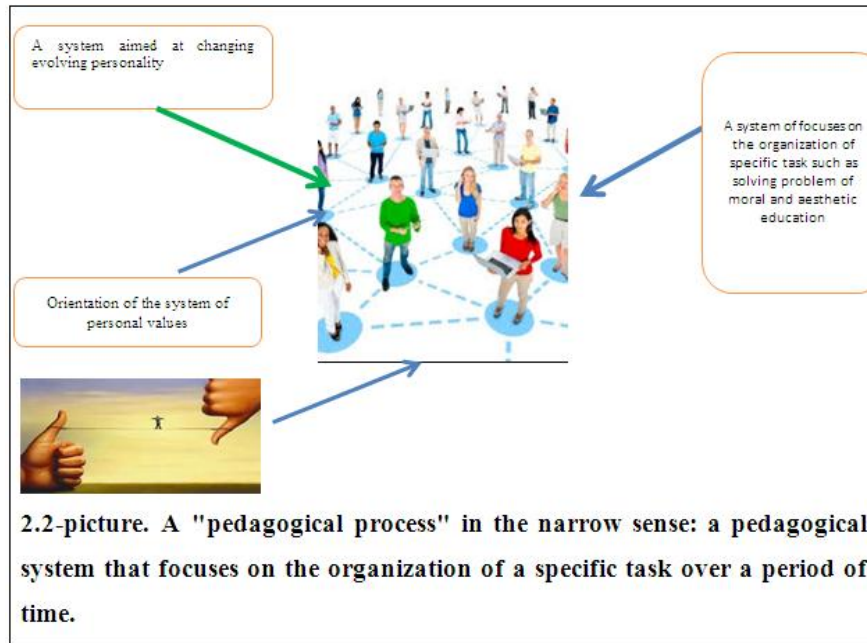 A system aimed at changing
evolving personality
A system of focuses on
the organization of
specific task such as
solving problem of
moral and aesthetic
education
Orientation of the system of
personal values
2.2-picture. A "pedagogical process" in the narrow sense: a pedagogical
system that focuses on the organization of a specific task over a period of
time.